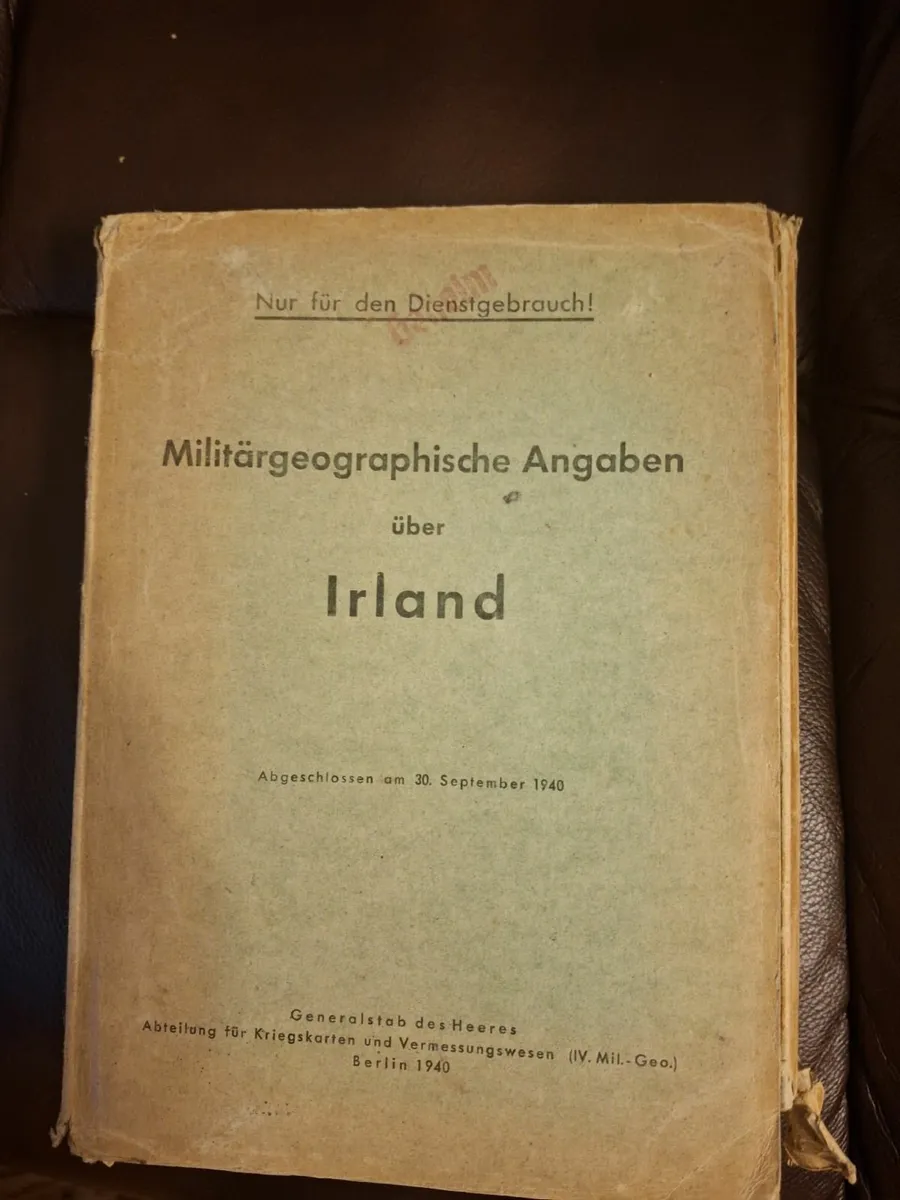 Nur für den Dienstgebrauch!
Militärgeographische Angaben
über
Irland
Abgeschlossen am 30. September 1940
Generalstab des Heeres
Abteilung für Kriegskarten und Vermessungswesen (IV. Mil.-Geo.)
Berlin 1940